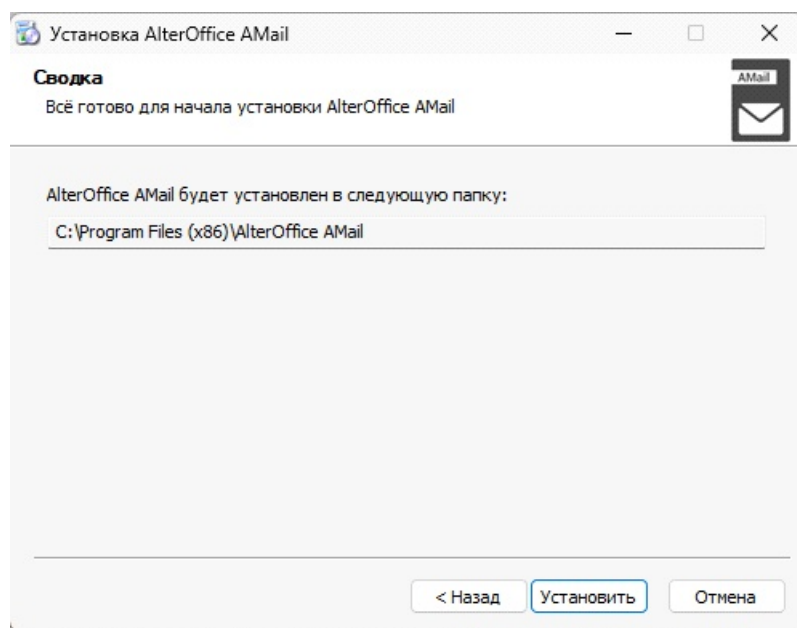 Установка AlterOffice AMail
Сводка
Всё готово для начала установки AlterOffice AMail
AMail
AlterOffice AMail будет установлен в следующую папку:
C:\Program Files (x86)\AlterOffice AMail
< Назад
Установить
Отмена